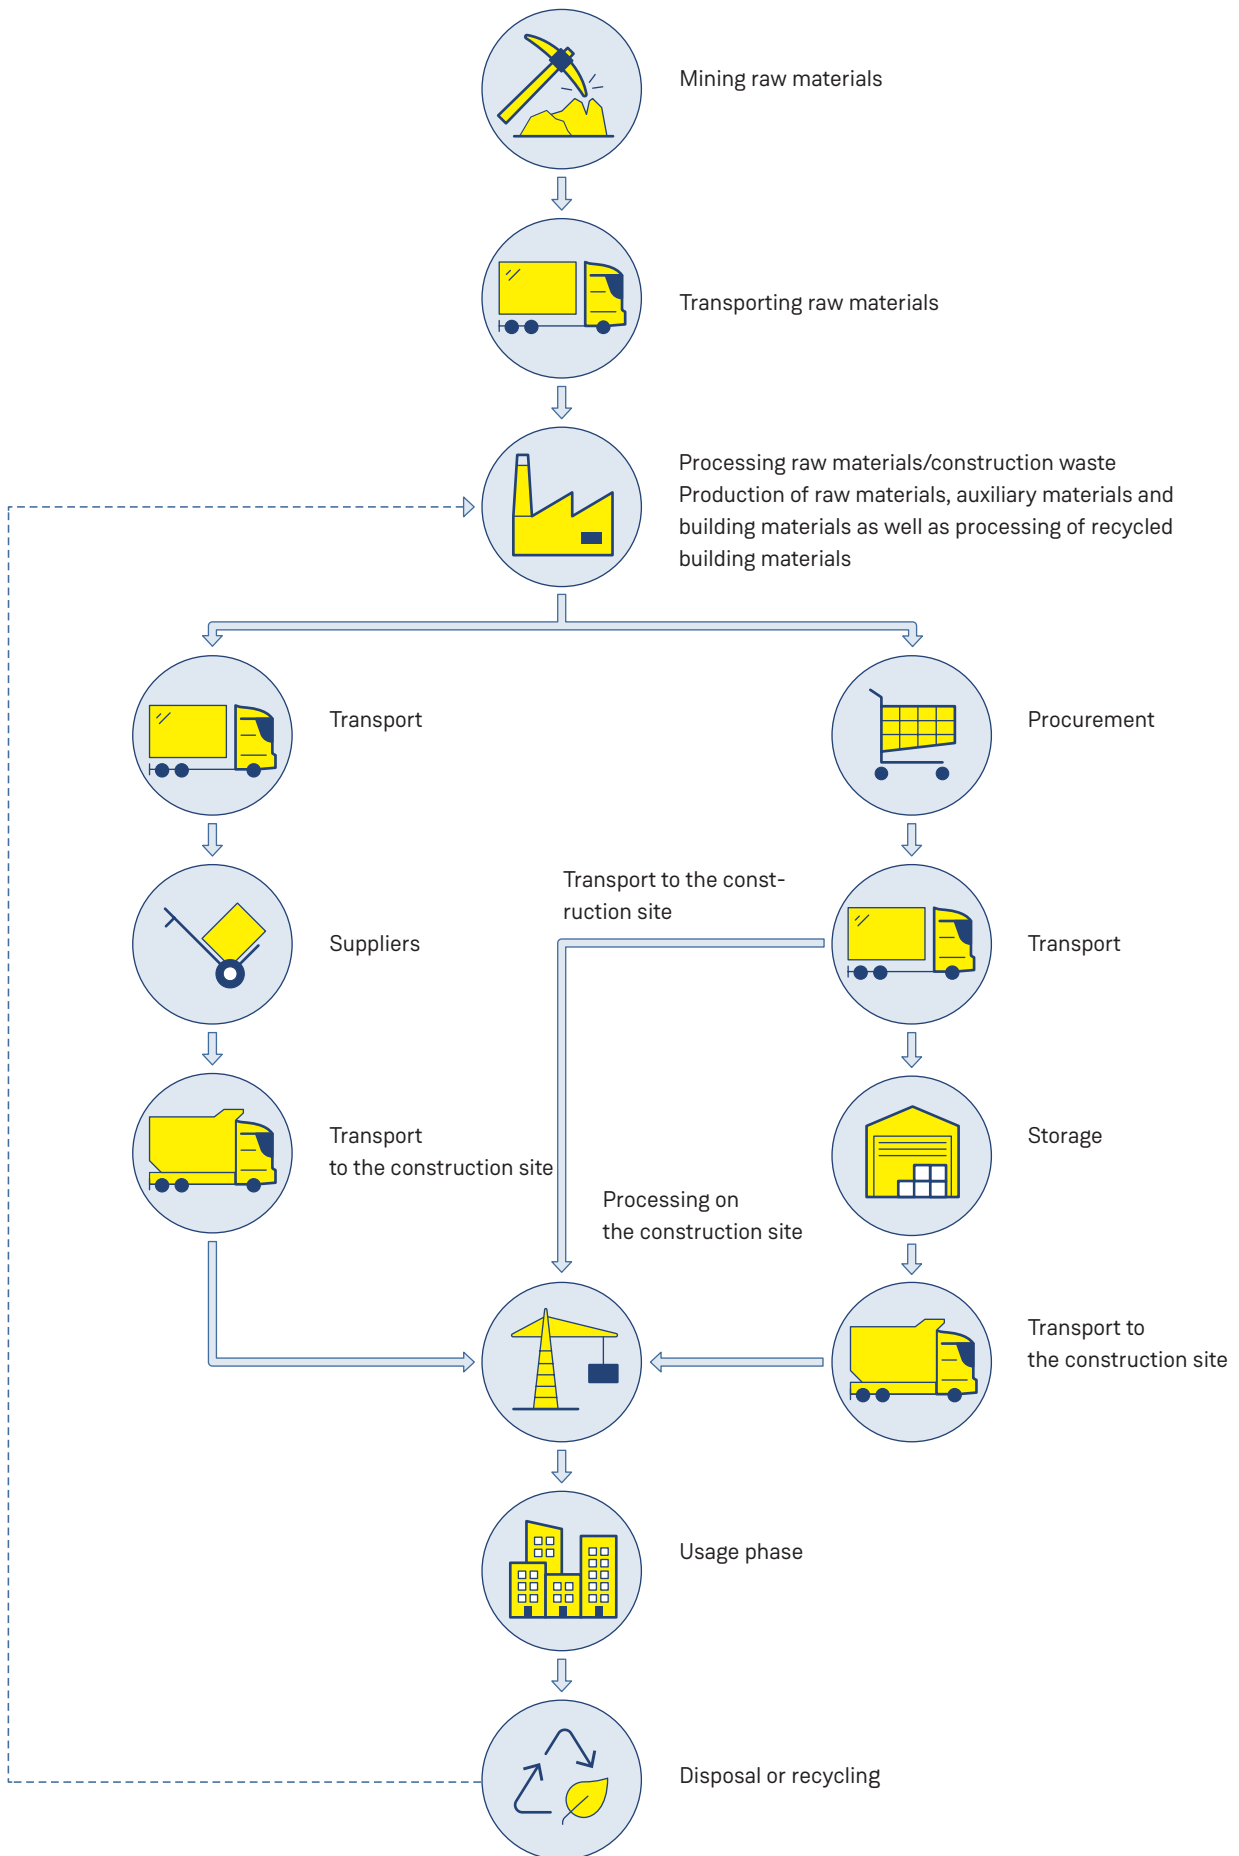 Mining raw materials
Transporting raw materials
Processing raw materials/construction waste
Production of raw materials, auxiliary materials and
building materials as well as processing of recycled
building materials
Transport
Procurement
Transport to the const-
ruction site
Suppliers
Transport
Transport
to the construction site
Storage
Processing on
the construction site
Transport to
the construction site
Usage phase
Disposal or recycling